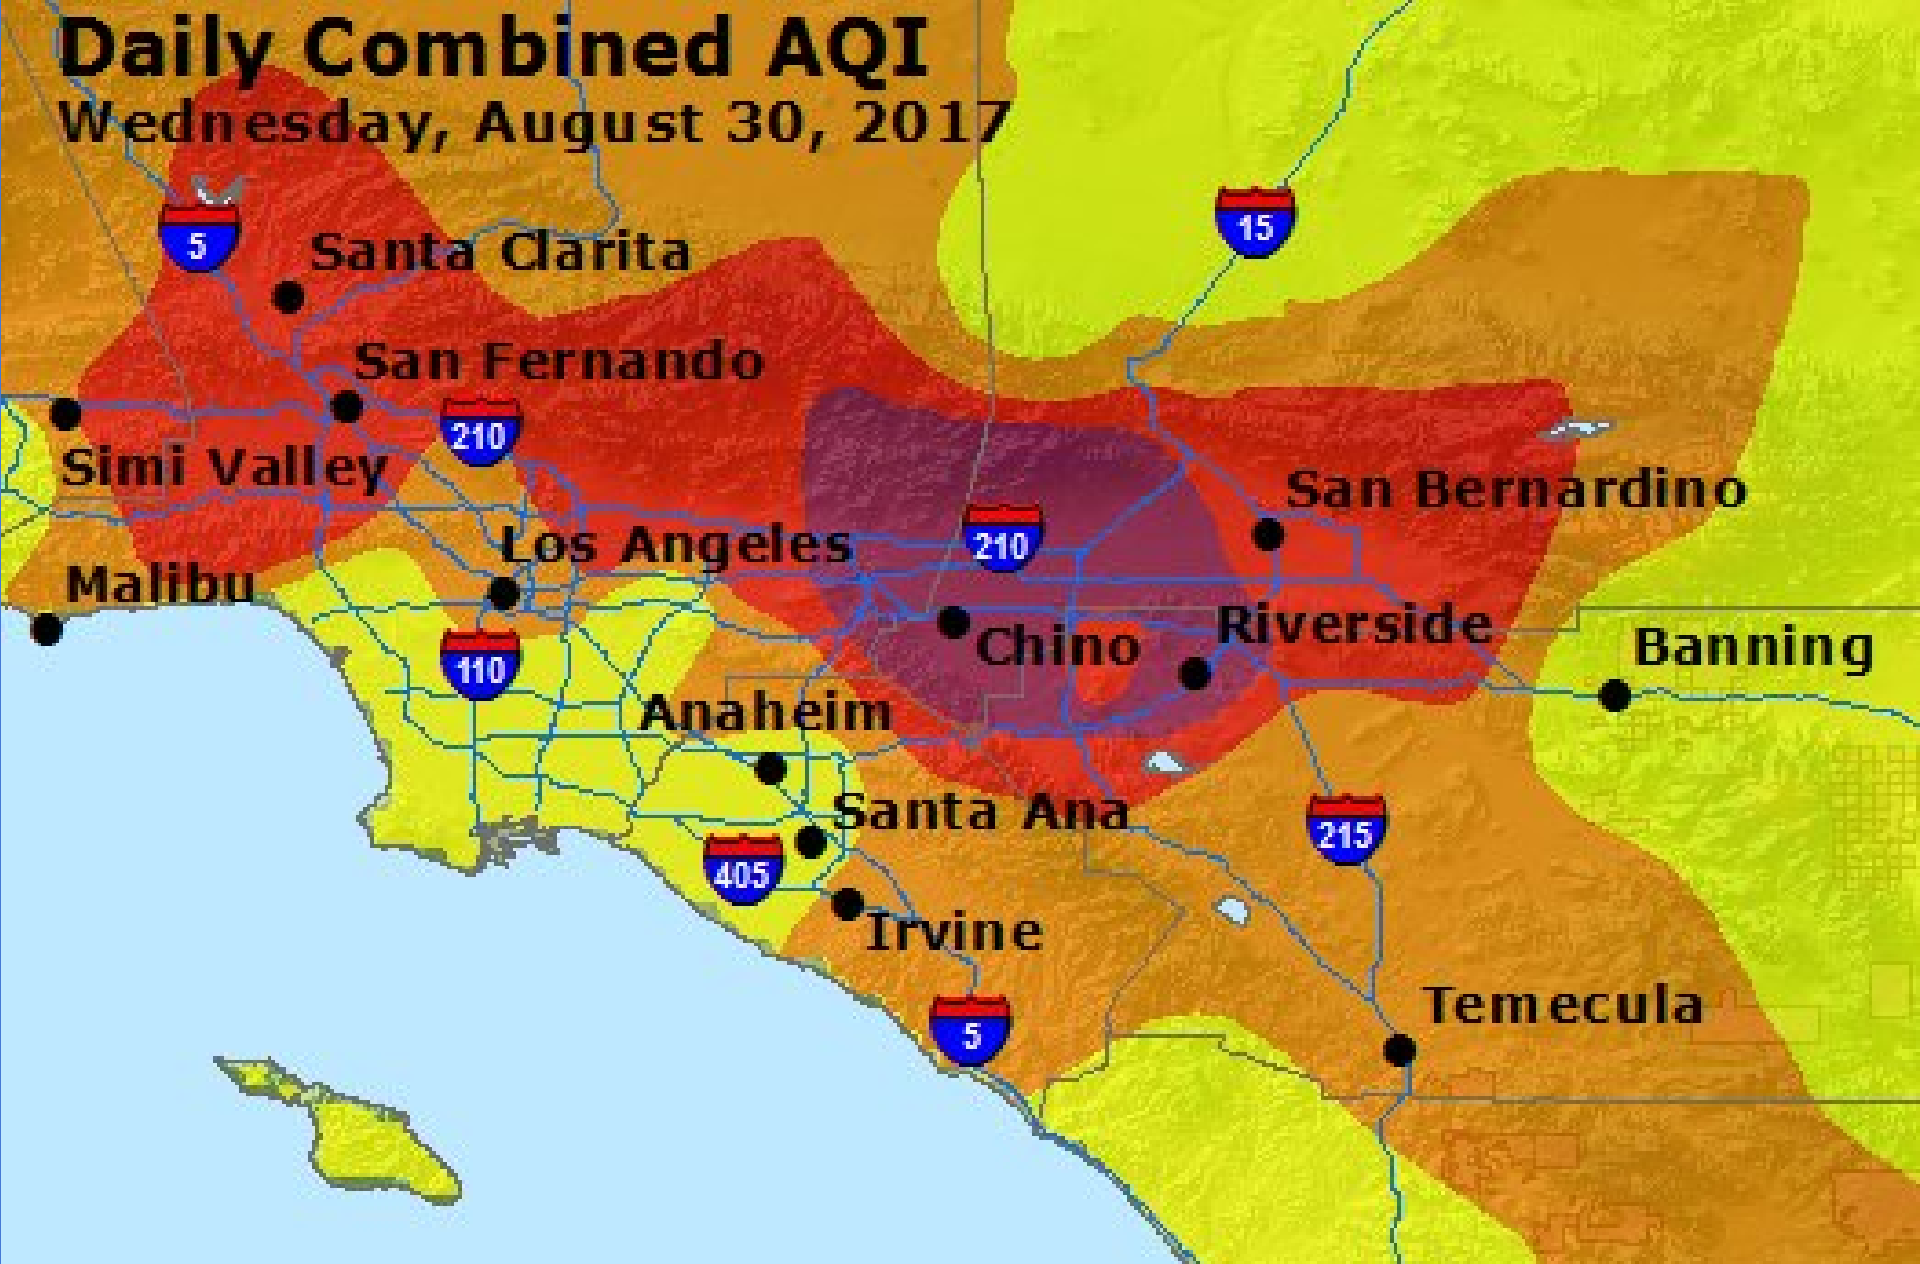 Daily Combined AQI
Wednesday, August 30, 2017
15
5
Santa Clarita
San Fernando
210
Simi Valley
San Bernardino
210
Los Angeles
Malibu
Riverside
Chino
Banning
110
Anaheim
Santa Ana
215
405
Irvine
Temecula
5